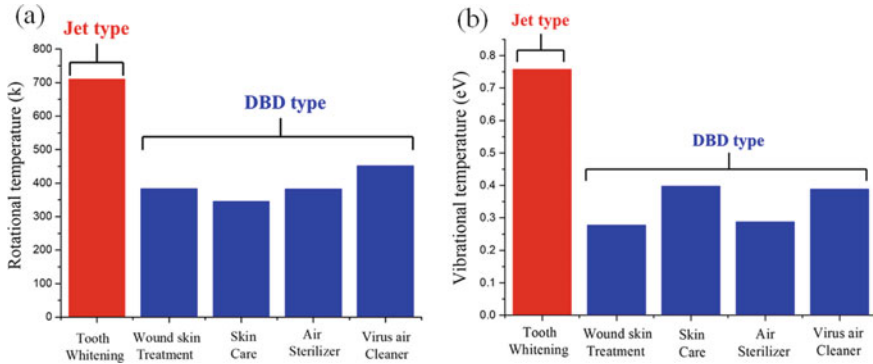 (a)
Jet type
DBD type
Rotational temperature (k)
800
700
600
500
400
300
200
100
0
Tooth Whitening
Wound skin Treatment
Skin Care
Air Sterilizer
Virus air Cleaner
(b)
Jet type
DBD type
Vibrational temperature (eV)
0.8
0.7
0.6
0.5
0.4
0.3
0.2
0.1
0.0
Tooth Whitening
Wound skin Treatment
Skin Care
Air Sterilizer
Virus air Cleaner